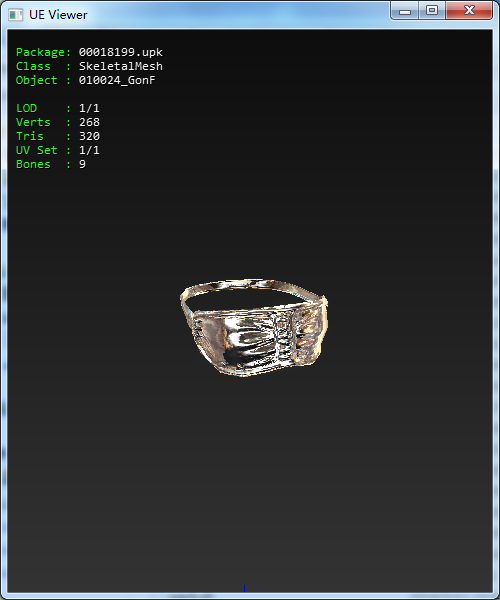 UE Viewer
Package: 00018199.upk
Class : SkeletalMesh
Object : 010024_GonF
LOD : 1/1
Verts : 268
Tris : 320
UV Set : 1/1
Bones : 9